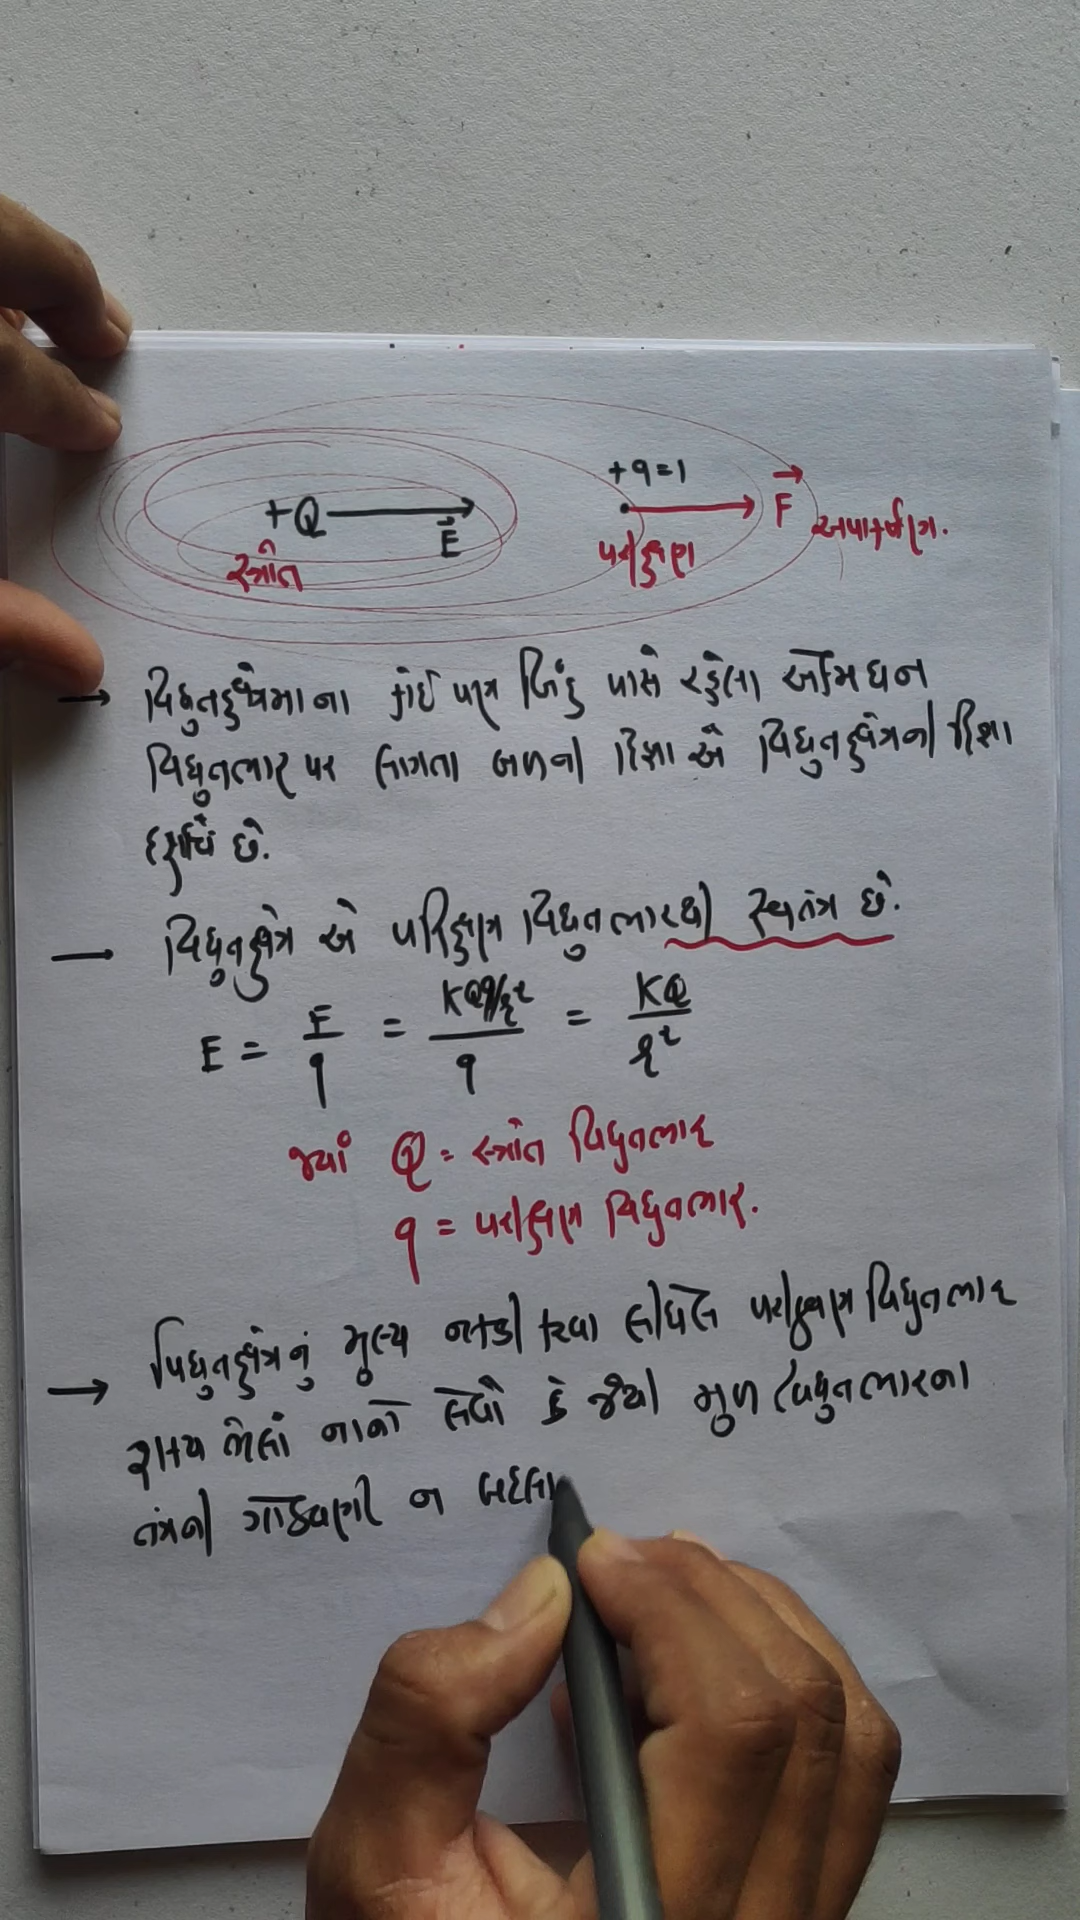 +q=1
+Q
E
F
સ્ત્રોત
પરીક્ષણ
અપાકર્ષણ.
→ વિધુતક્ષેત્રમાના કોઈ પણ બિંદુ પાસે રહેલા એકમ ધન
વિધુતભાર પર લાગતા બળની દિશા એ વિધુતક્ષેત્રની દિશા
દર્શાવે છે.
— વિધુતક્ષેત્ર એ પરિક્ષણ વિધુતભારથી સ્વતંત્ર છે.
E = F/q = (KQq/r²)/q = KQ/r²
જ્યાં Q = સ્ત્રોત વિધુતભાર
q = પરીક્ષણ વિધુતભાર.
→ વિધુતક્ષેત્રનું મુલ્ય નક્કી કરવા લીધેલ પરીક્ષણ વિધુતભાર
શક્ય તેલાં નાનો લેવો કે જેથી મુળ વિધુતભારના
તંત્રની ગોઠવણી ન બદલા